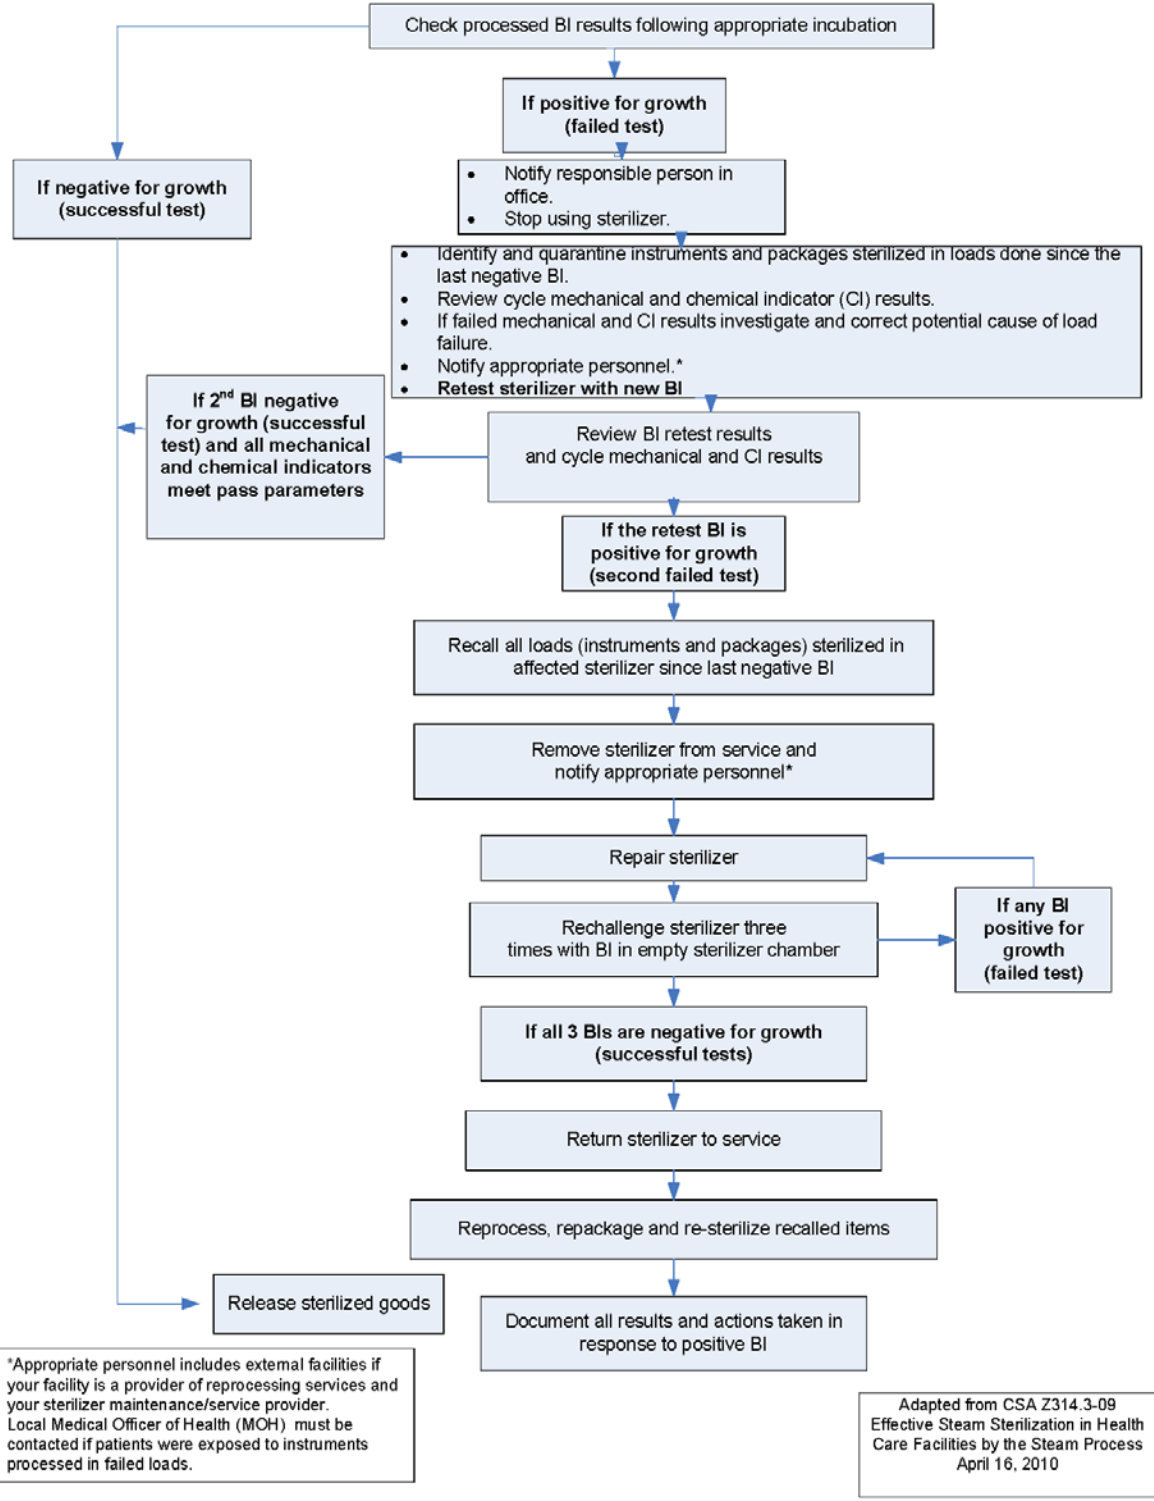 Check processed BI results following appropriate incubation
If positive for growth
(failed test)
If negative for growth
(successful test)
• Notify responsible person in
office.
• Stop using sterilizer.
• Identify and quarantine instruments and packages sterilized in loads done since the
last negative BI.
• Review cycle mechanical and chemical indicator (CI) results.
• If failed mechanical and CI results investigate and correct potential cause of load
failure.
• Notify appropriate personnel.*
• Retest sterilizer with new BI
If 2nd BI negative
for growth (successful
test) and all mechanical
and chemical indicators
meet pass parameters
Review BI retest results
and cycle mechanical and CI results
If the retest BI is
positive for growth
(second failed test)
Recall all loads (instruments and packages) sterilized in
affected sterilizer since last negative BI
Remove sterilizer from service and
notify appropriate personnel*
Repair sterilizer
Rechallenge sterilizer three
times with BI in empty sterilizer chamber
If any BI
positive for
growth
(failed test)
If all 3 BIs are negative for growth
(successful tests)
Return sterilizer to service
Reprocess, repackage and re-sterilize recalled items
Release sterilized goods
Document all results and actions taken in
response to positive BI
*Appropriate personnel includes external facilities if
your facility is a provider of reprocessing services and
your sterilizer maintenance/service provider.
Local Medical Officer of Health (MOH) must be
contacted if patients were exposed to instruments
processed in failed loads.
Adapted from CSA Z314.3-09
Effective Steam Sterilization in Health
Care Facilities by the Steam Process
April 16, 2010